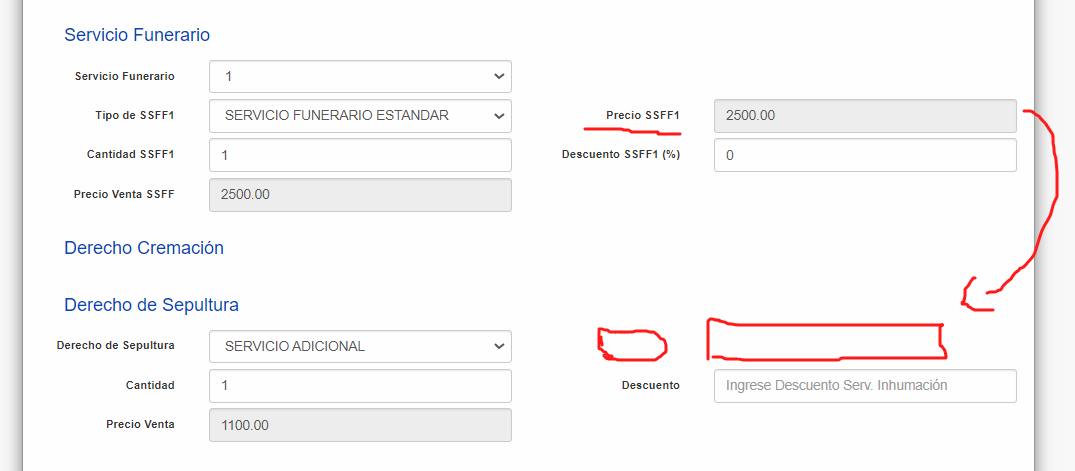 Servicio Funerario
Servicio Funerario 1
Tipo de SSFF1 SERVICIO FUNERARIO ESTANDAR Precio SSFF1 2500.00
Cantidad SSFF1 1 Descuento SSFF1 (%) 0
Precio Venta SSFF 2500.00
Derecho Cremación
Derecho de Sepultura
Derecho de Sepultura SERVICIO ADICIONAL
Cantidad 1 Descuento Ingrese Descuento Serv. Inhumación
Precio Venta 1100.00